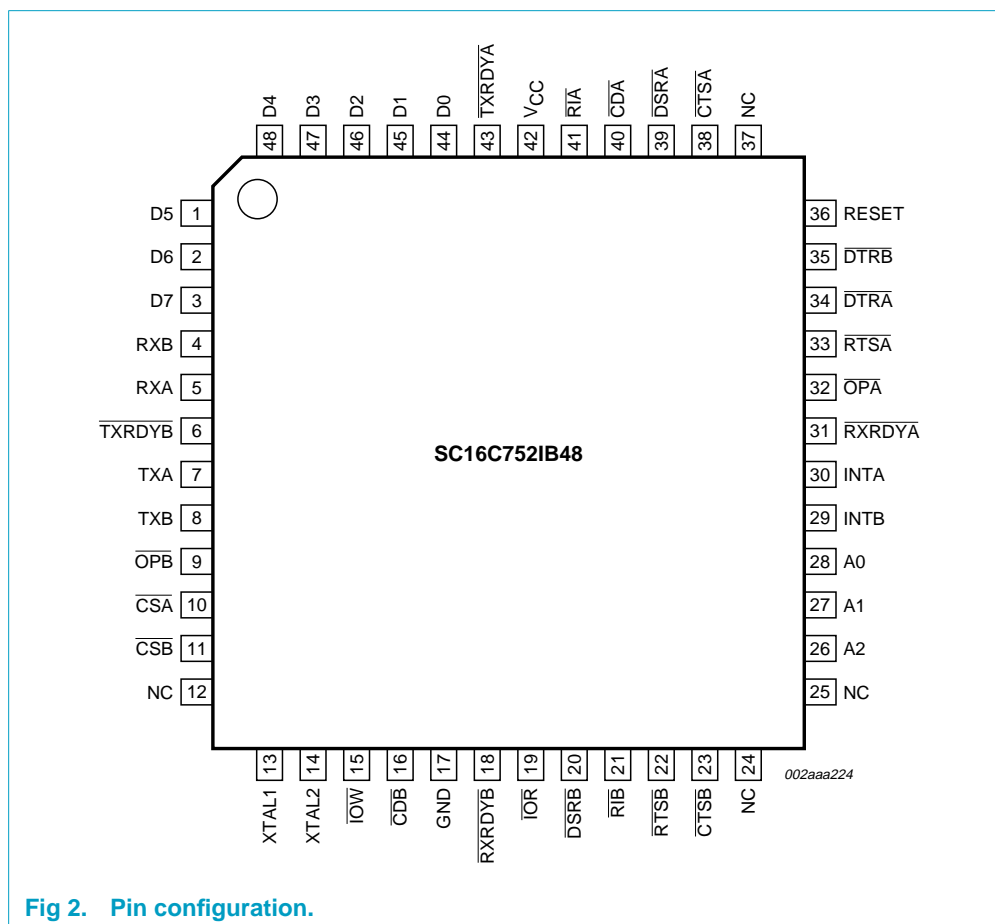 D4 D3 D2 D1 D0 TXRDYA VCC RIA CDA DSRA CTSA NC
48 47 46 45 44 43 42 41 40 39 38 37
D5 1 36 RESET
D6 2 35 DTRB
D7 3 34 DTRA
RXB 4 33 RTSA
RXA 5 32 OPA
TXRDYB 6 31 RXRDYA
SC16C752IB48
TXA 7 30 INTA
TXB 8 29 INTB
OPB 9 28 A0
CSA 10 27 A1
CSB 11 26 A2
NC 12 25 NC
13 14 15 16 17 18 19 20 21 22 23 24
XTAL1 XTAL2 IOW CDB GND RXRDYB IOR DSRB RIB RTSB CTSB NC
002aaa224
Fig 2. Pin configuration.